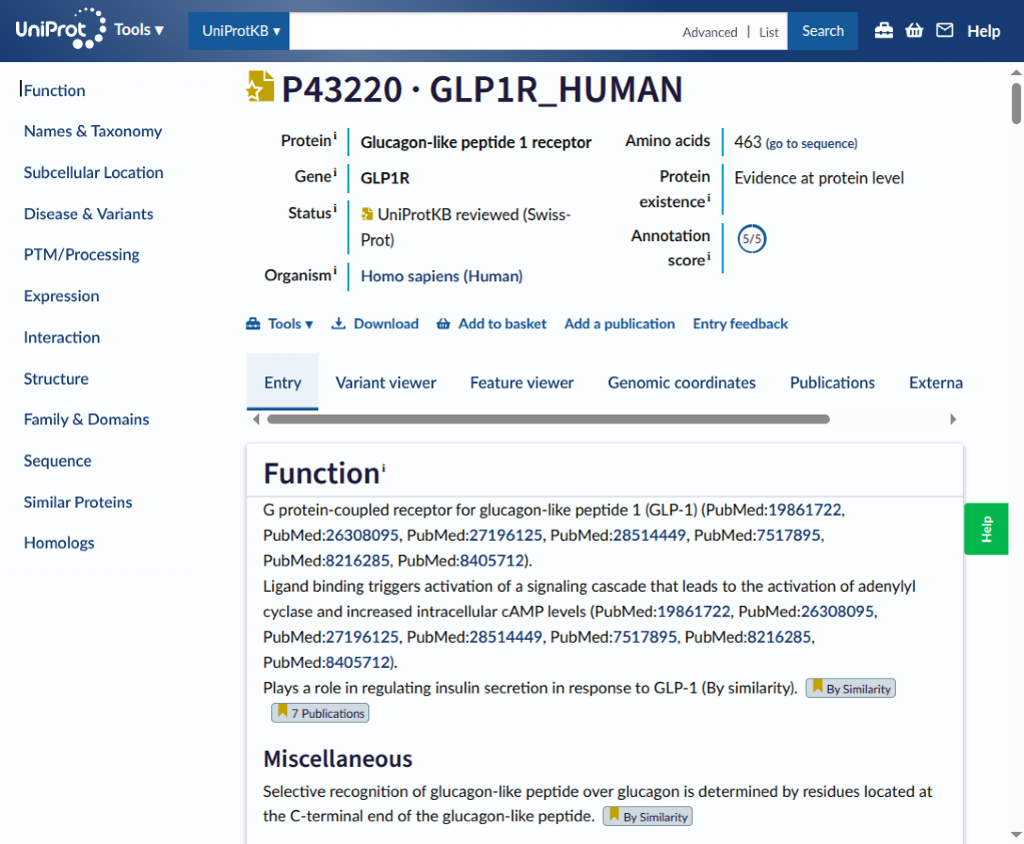 UniProt Tools ▾ UniProtKB ▾ Advanced | List Search Help
Function
Names & Taxonomy
Subcellular Location
Disease & Variants
PTM/Processing
Expression
Interaction
Structure
Family & Domains
Sequence
Similar Proteins
Homologs
P43220 · GLP1R_HUMAN
Protein i Glucagon-like peptide 1 receptor
Gene i GLP1R
Status i UniProtKB reviewed (Swiss-
Prot)
Organism i Homo sapiens (Human)
Amino acids 463 (go to sequence)
Protein
existence i Evidence at protein level
Annotation
score i 5/5
Tools ▾ Download Add to basket Add a publication Entry feedback
Entry Variant viewer Feature viewer Genomic coordinates Publications Externa
Function i
G protein-coupled receptor for glucagon-like peptide 1 (GLP-1) (PubMed:19861722,
PubMed:26308095, PubMed:27196125, PubMed:28514449, PubMed:7517895,
PubMed:8216285, PubMed:8405712).
Ligand binding triggers activation of a signaling cascade that leads to the activation of adenylyl
cyclase and increased intracellular cAMP levels (PubMed:19861722, PubMed:26308095,
PubMed:27196125, PubMed:28514449, PubMed:7517895, PubMed:8216285,
PubMed:8405712).
Plays a role in regulating insulin secretion in response to GLP-1 (By similarity). By Similarity
7 Publications
Miscellaneous
Selective recognition of glucagon-like peptide over glucagon is determined by residues located at
the C-terminal end of the glucagon-like peptide. By Similarity
Help